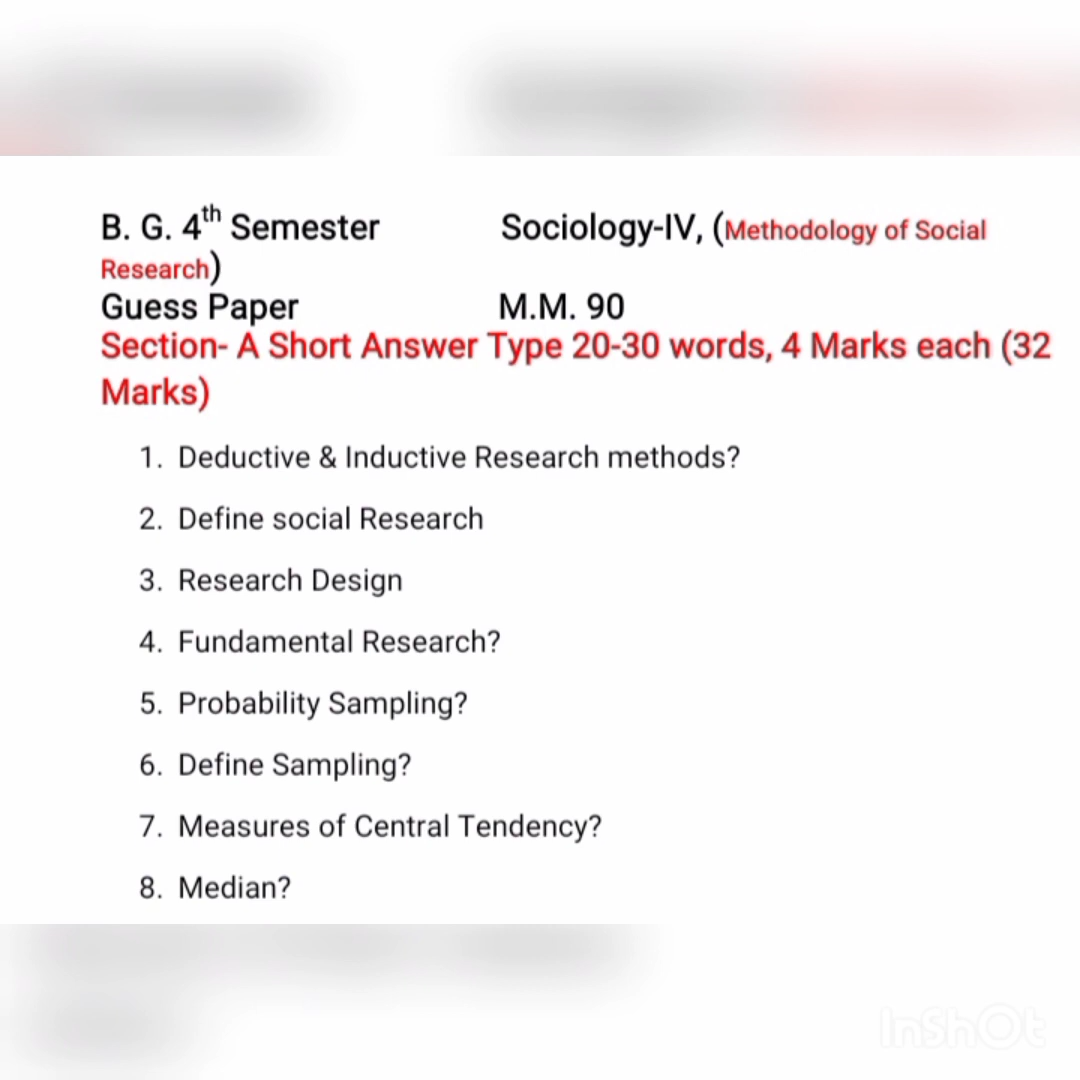 B. G. 4th Semester Sociology-IV, (Methodology of Social
Research)
Guess Paper M.M. 90
Section- A Short Answer Type 20-30 words, 4 Marks each (32
Marks)
1. Deductive & Inductive Research methods?
2. Define social Research
3. Research Design
4. Fundamental Research?
5. Probability Sampling?
6. Define Sampling?
7. Measures of Central Tendency?
8. Median?
InShOt